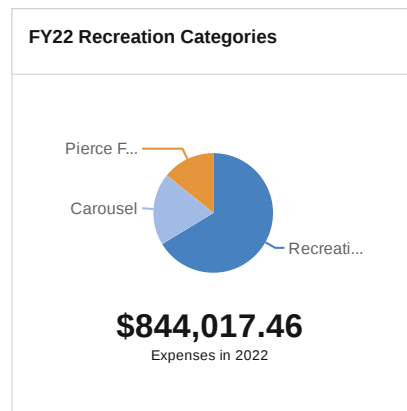 FY22 Recreation Categories
Pierce F...
Carousel
Recreati...
$844,017.46
Expenses in 2022